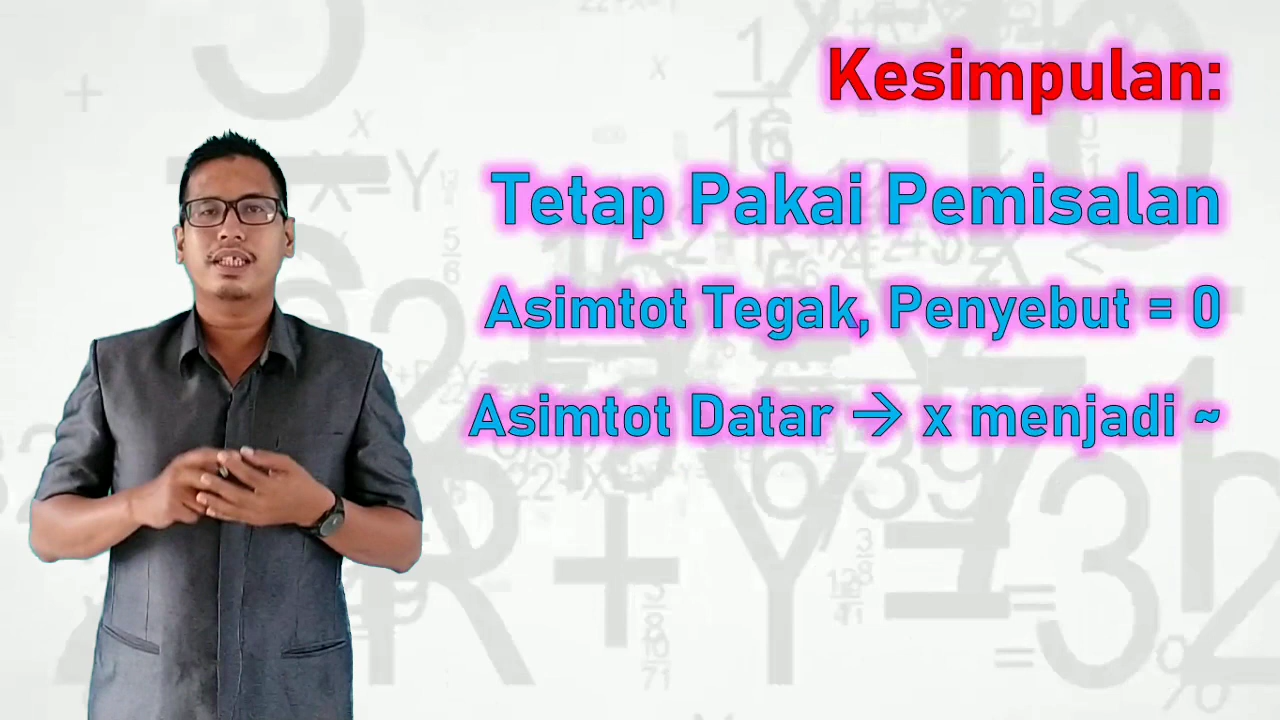 Kesimpulan:
Tetap Pakai Pemisalan
Asimtot Tegak, Penyebut = 0
Asimtot Datar → x menjadi ~